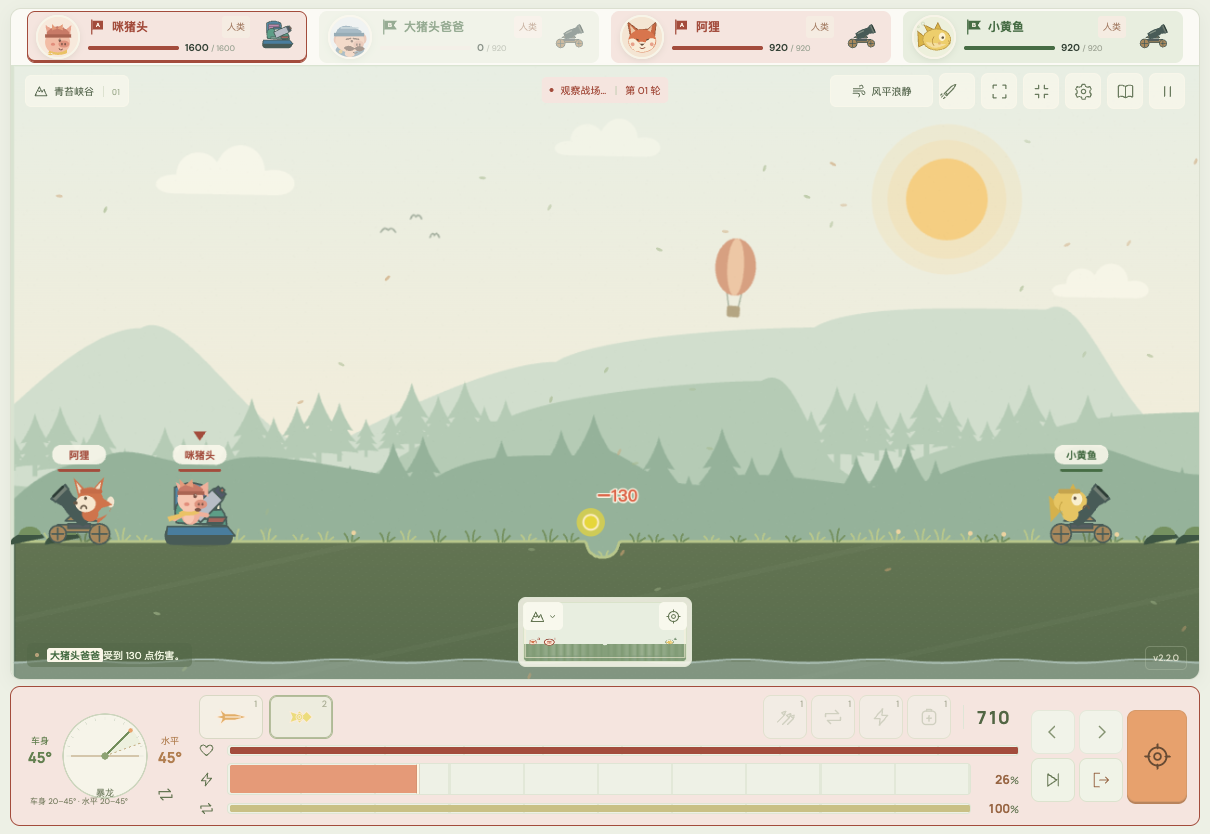 咪猪头 人类
1600 / 1600
大猪头爸爸 人类
0 / 920
阿狸 人类
920 / 920
小黄鱼 人类
920 / 920
A
B
A
B
青苔峡谷 01
观察战场… 第 01 轮
风平浪静
阿狸
咪猪头
小黄鱼
−130
大猪头爸爸 受到 130 点伤害。
v2.2.0
车身
45°
水平
45°
暴龙
车身 20–45° · 水平 20–45°
1
2
1
1
1
1
710
26%
100%